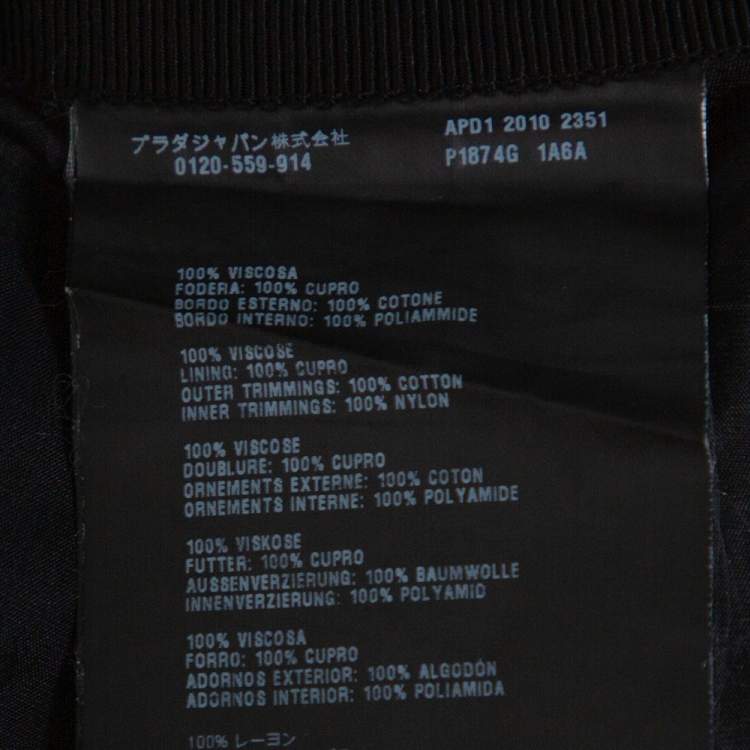 プラダジャパン株式会社
0120-559-914
APD1 2010 2351
P1874G 1A6A
100% VISCOSA
FODERA: 100% CUPRO
BORDO ESTERNO: 100% COTONE
BORDO INTERNO: 100% POLIAMMIDE
100% VISCOSE
LINING: 100% CUPRO
OUTER TRIMMINGS: 100% COTTON
INNER TRIMMINGS: 100% NYLON
100% VISCOSE
DOUBLURE: 100% CUPRO
ORNEMENTS EXTERNE: 100% COTON
ORNEMENTS INTERNE: 100% POLYAMIDE
100% VISKOSE
FUTTER: 100% CUPRO
AUSSENVERZIERUNG: 100% BAUMWOLLE
INNENVERZIERUNG: 100% POLYAMID
100% VISCOSA
FORRO: 100% CUPRO
ADORNOS EXTERIOR: 100% ALGODÓN
ADORNOS INTERIOR: 100% POLIAMIDA
100% レーヨン